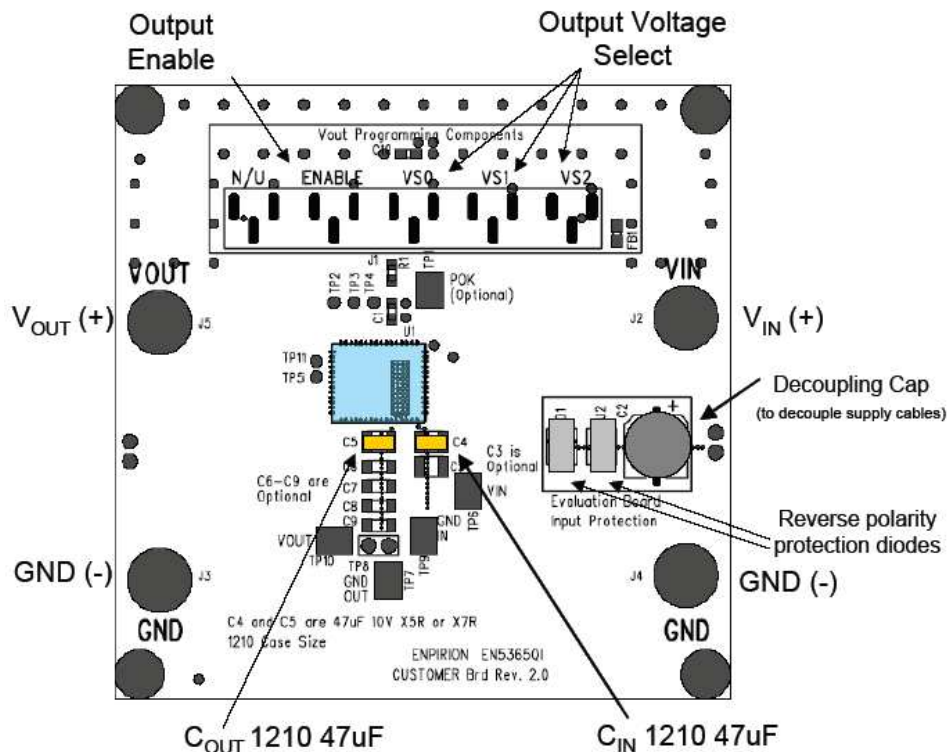 Output
Enable
Output Voltage
Select
Vout Programming Components
C10
N/U ENABLE VS0 VS1 VS2
FB1
VOUT
VIN
J1
R1
TP1
TP2
TP3
TP4
POK
(Optional)
C1
U1
VOUT (+)
J5
J2
VIN (+)
TP11
TP5
Decoupling Cap
(to decouple supply cables)
D1
J2
C2
+
C5
C4
C3 is
Optional
C6-C9 are
Optional
C7
C8
C9
VIN
TP6
Evaluation Board
Input Protection
Reverse polarity
protection diodes
VOUT
TP10
TP8
GND
IN
TP9
GND
OUT
TP7
GND (-)
J3
J4
GND (-)
GND
GND
C4 and C5 are 47uF 10V X5R or X7R
1210 Case Size
ENPIRION EN5365QI
CUSTOMER Brd Rev. 2.0
COUT 1210 47uF
CIN 1210 47uF